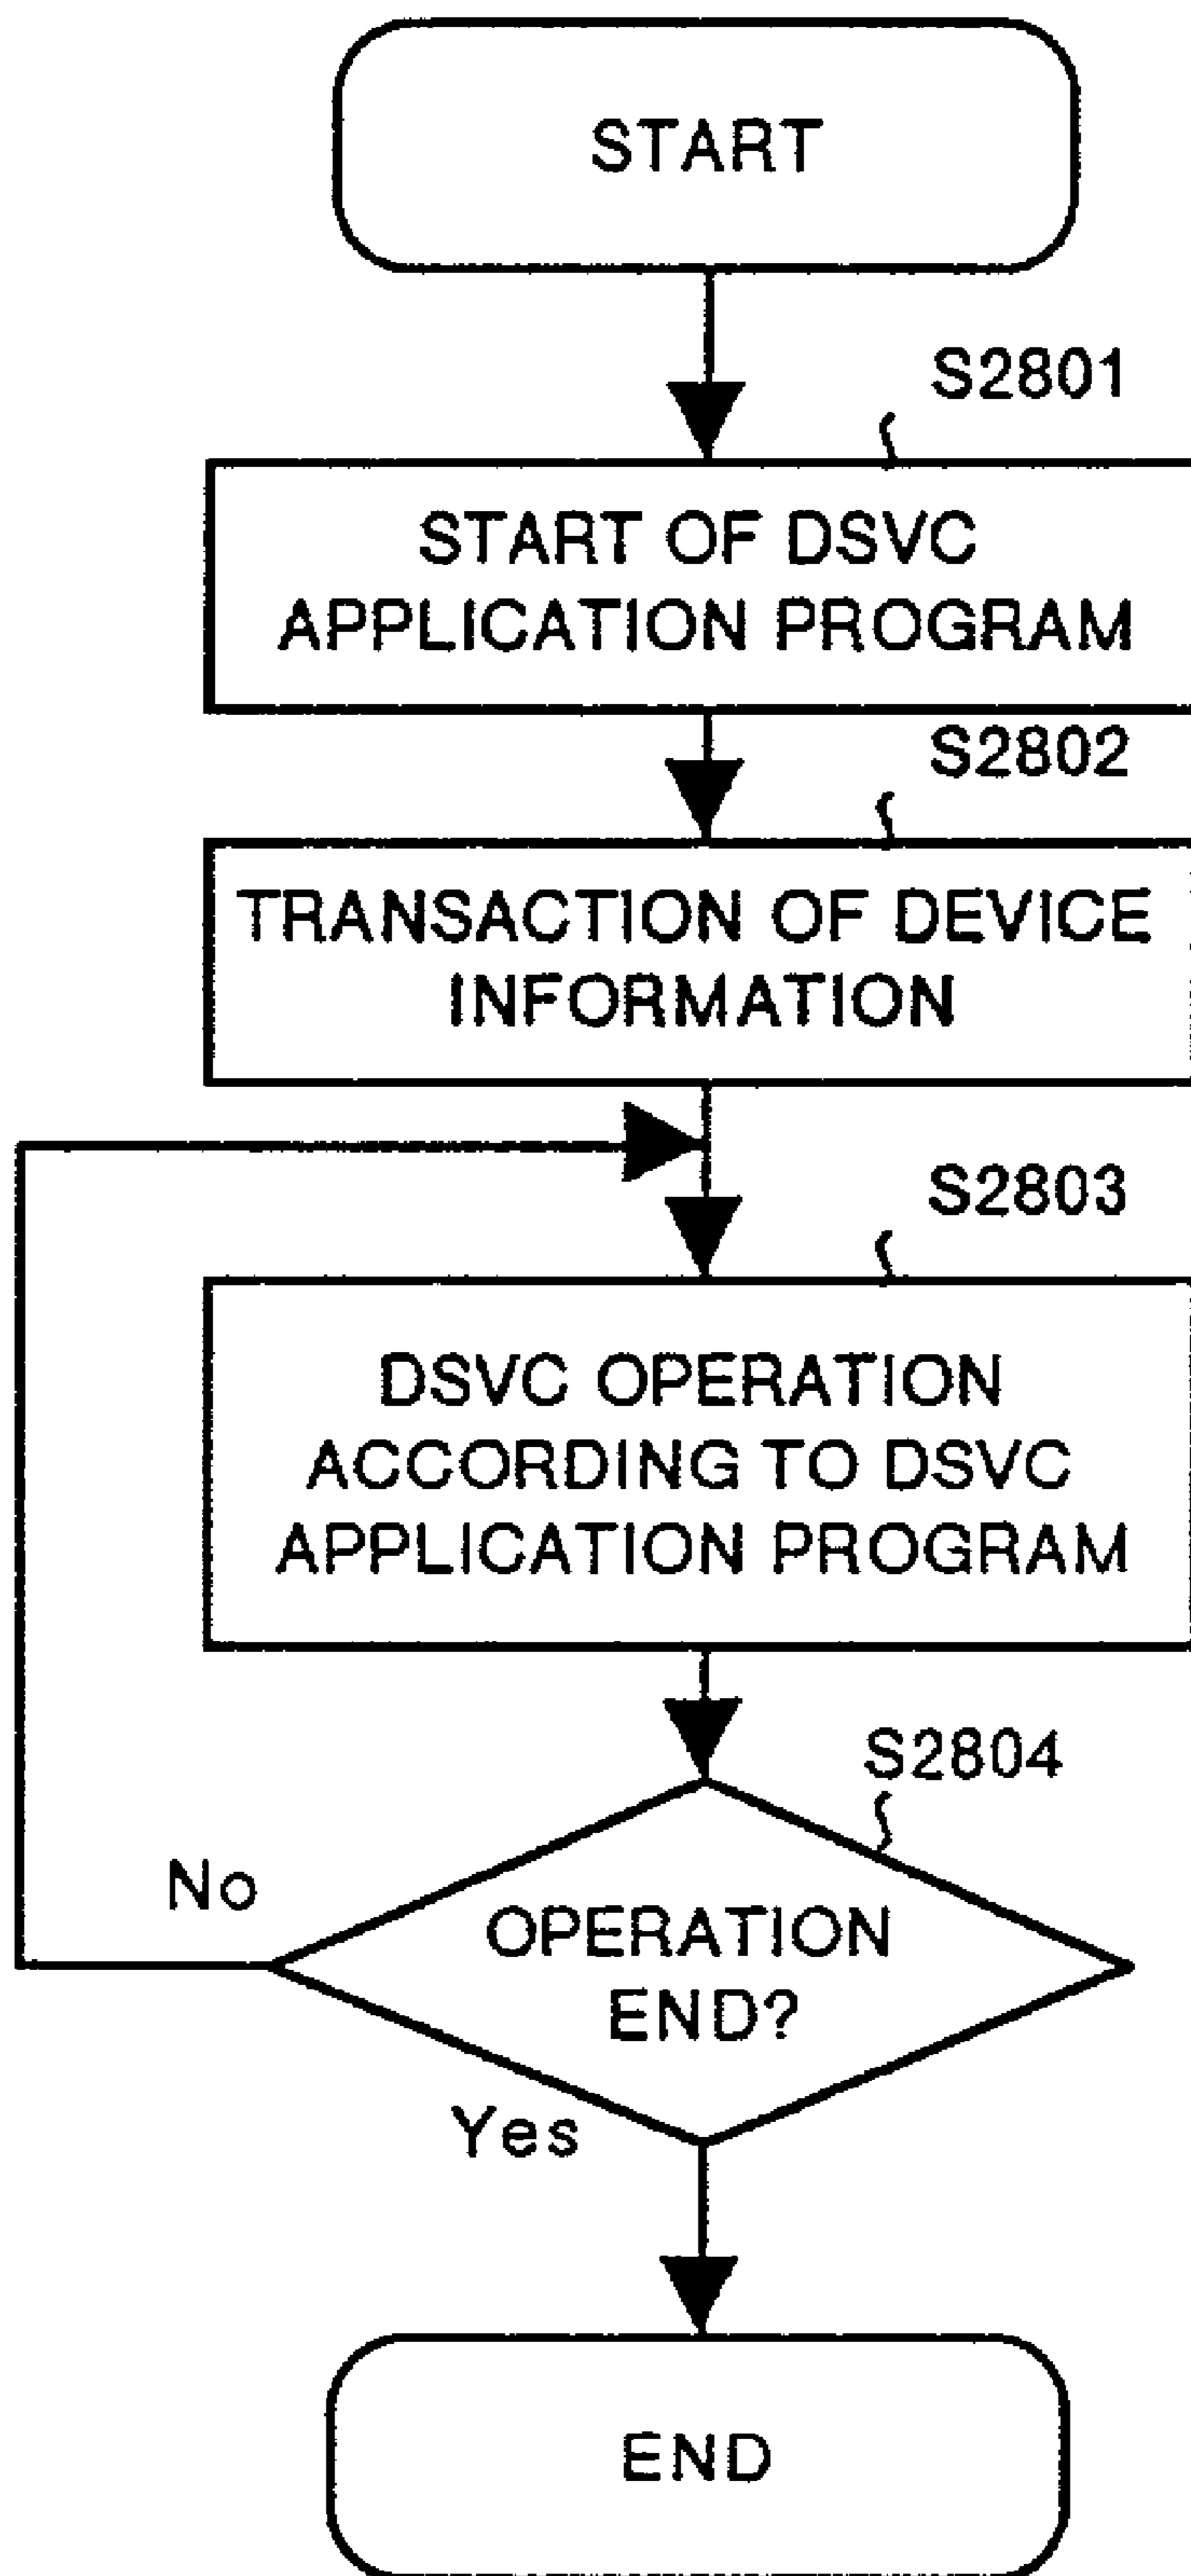 START
S2801
START OF DSVC
APPLICATION PROGRAM
S2802
TRANSACTION OF DEVICE
INFORMATION
S2803
DSVC OPERATION
ACCORDING TO DSVC
APPLICATION PROGRAM
S2804
No
OPERATION
END?
Yes
END